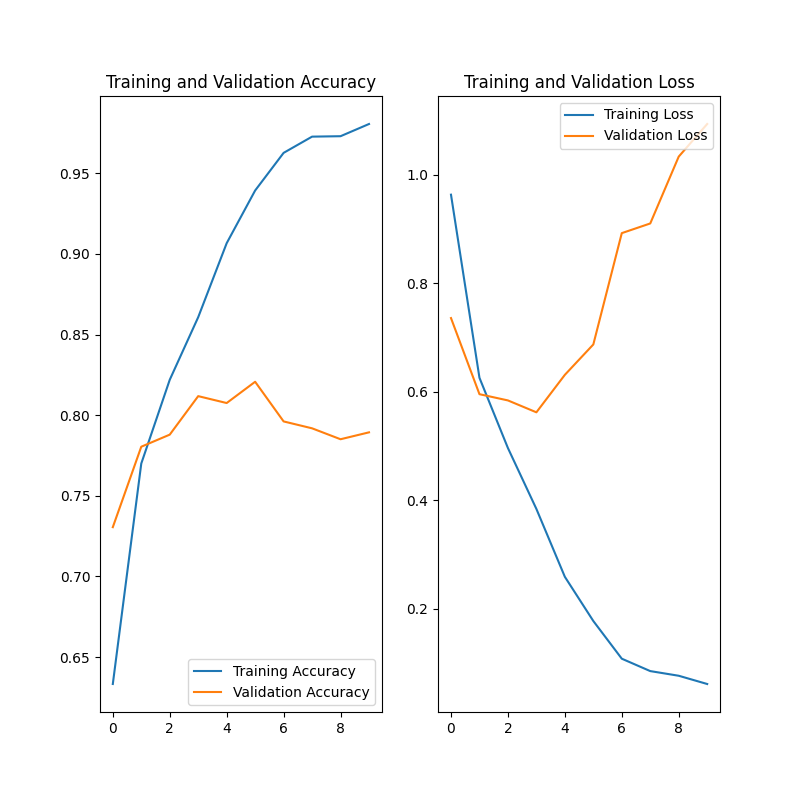 Training and Validation Accuracy
0.95
0.90
0.85
0.80
0.75
0.70
0.65
Training Accuracy
Validation Accuracy
0 2 4 6 8
Training and Validation Loss
Training Loss
Validation Loss
1.0
0.8
0.6
0.4
0.2
0 2 4 6 8